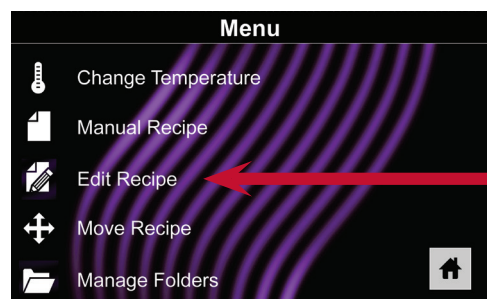 Menu
Change Temperature
Manual Recipe
Edit Recipe
Move Recipe
Manage Folders